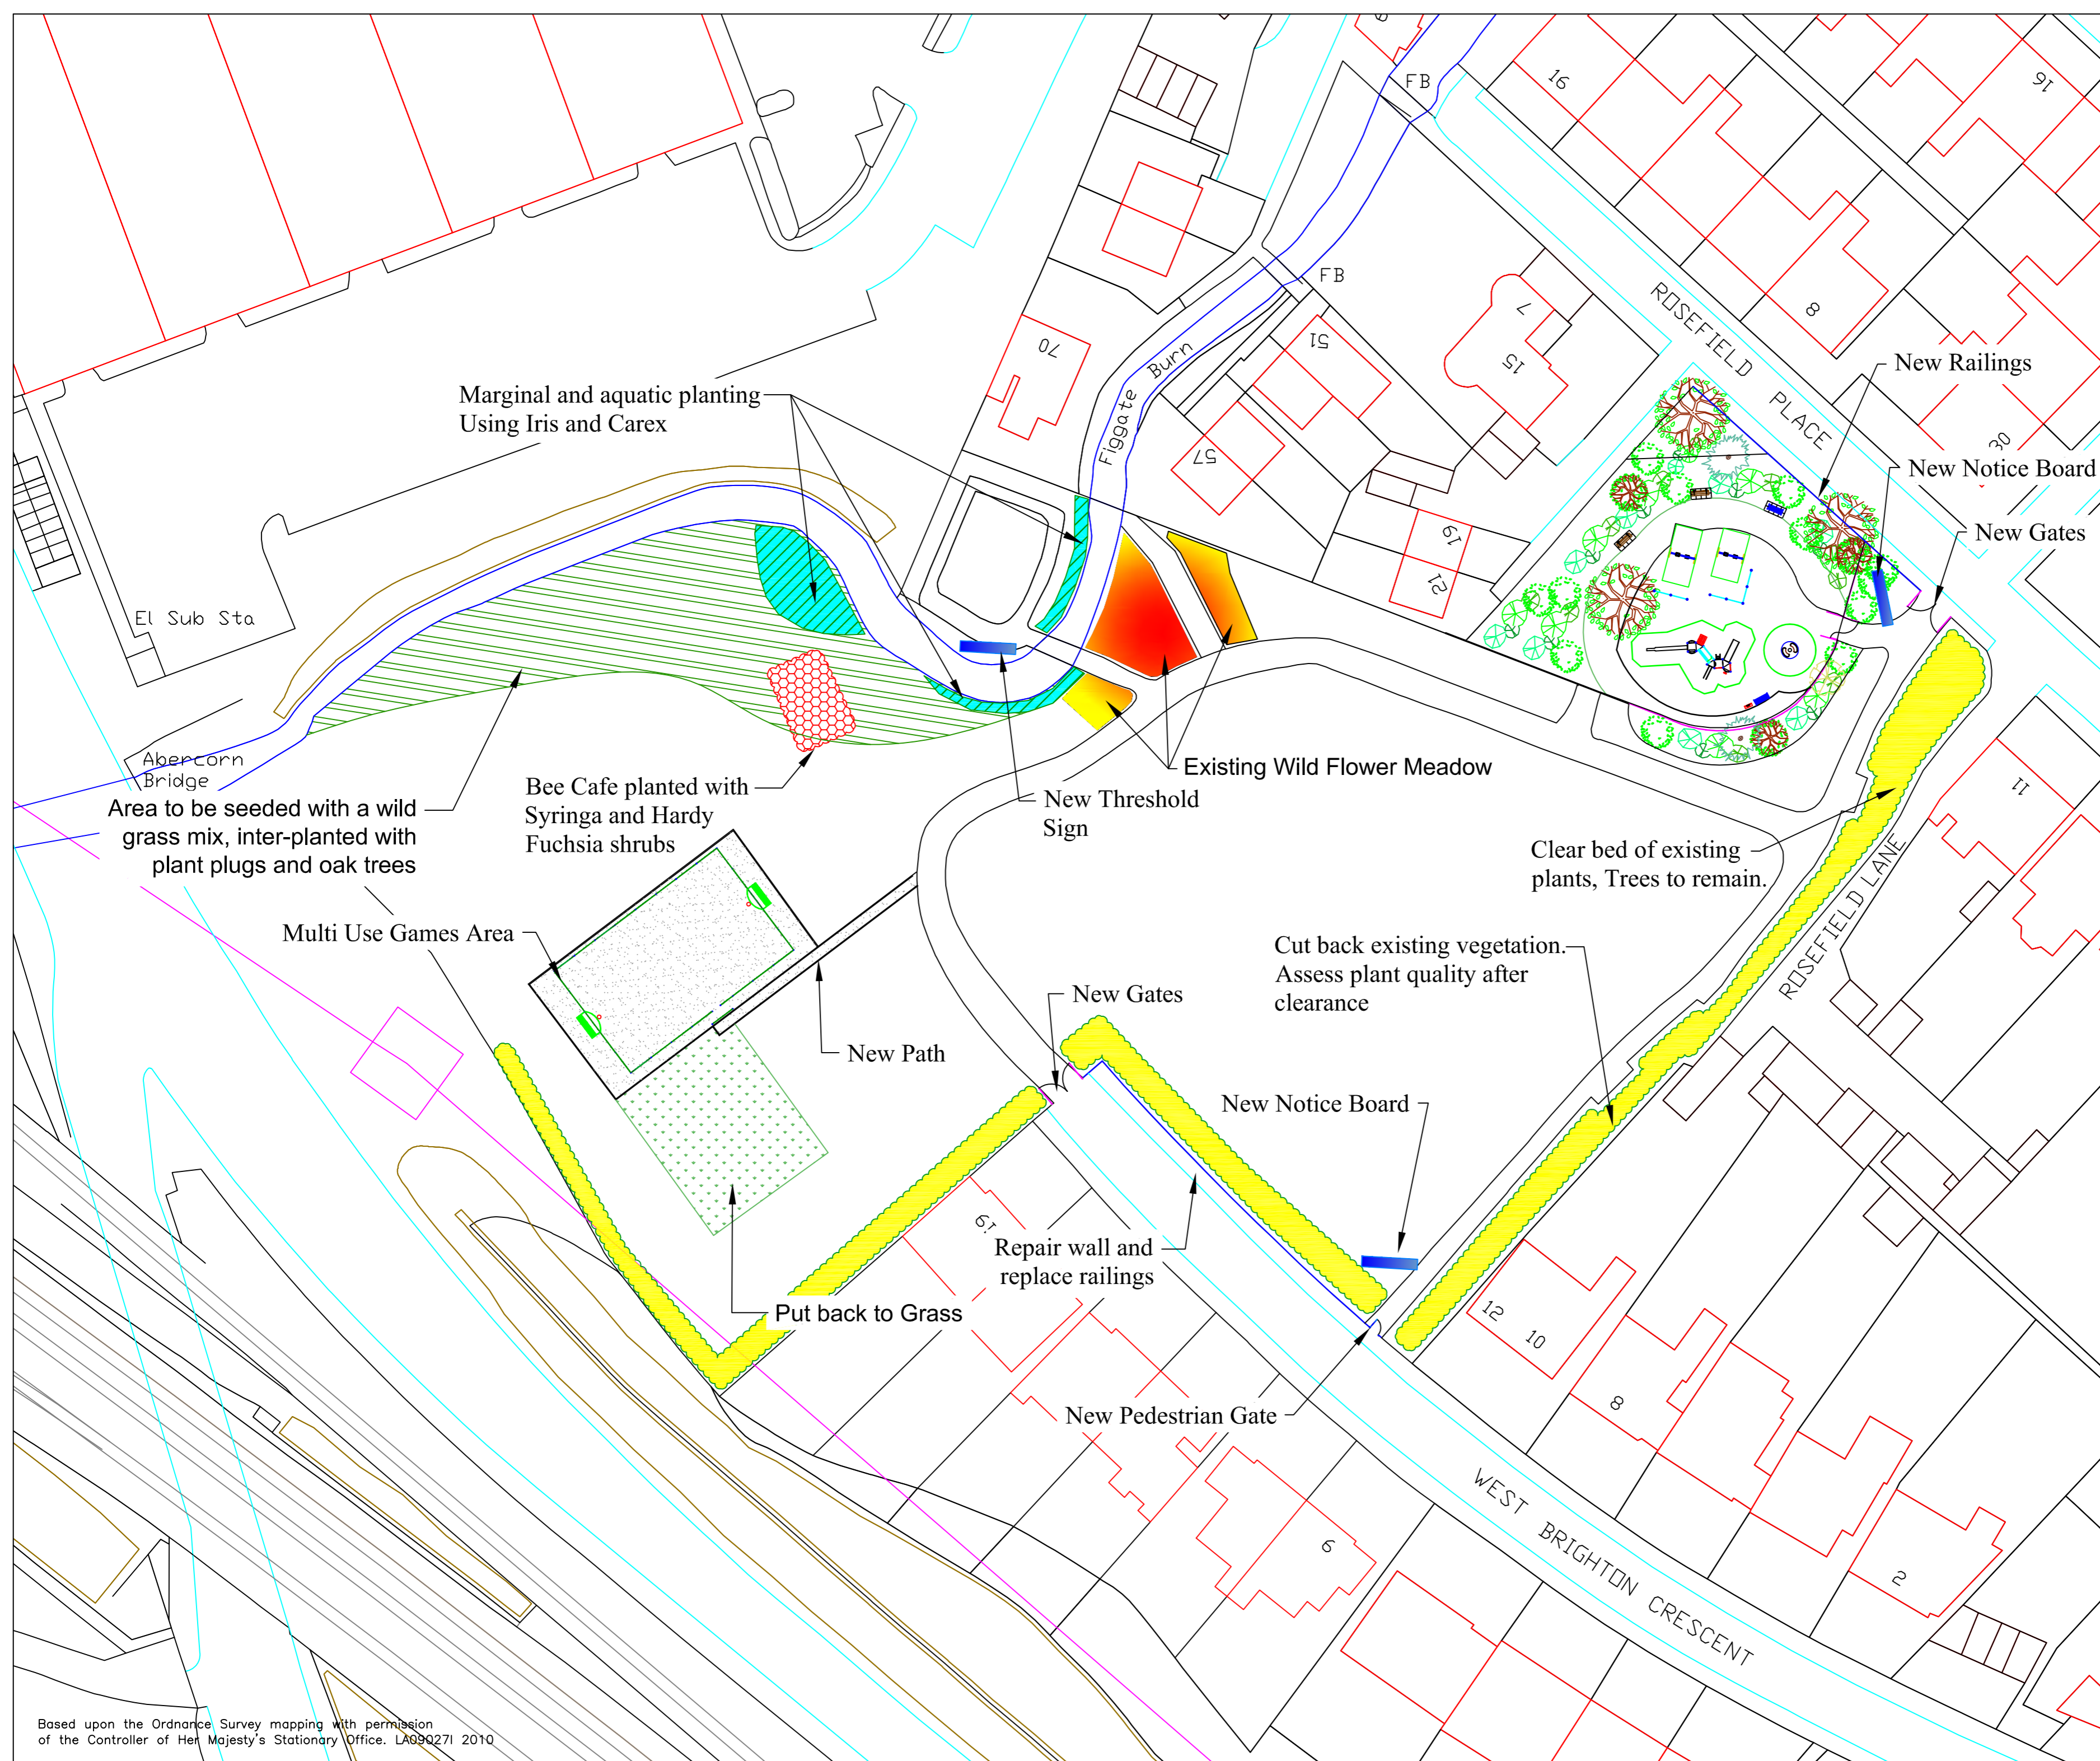 FB
16
16
FB
ROSEFIELD PLACE
7
15
8
51
70
57
Figgate Burn
New Railings
30
New Notice Board
New Gates
Marginal and aquatic planting
Using Iris and Carex
19
21
El Sub Sta
Abercorn
Bridge
Area to be seeded with a wild
grass mix, inter-planted with
plant plugs and oak trees
Bee Cafe planted with
Syringa and Hardy
Fuchsia shrubs
New Threshold
Sign
Existing Wild Flower Meadow
11
Clear bed of existing
plants, Trees to remain.
ROSEFIELD LANE
Multi Use Games Area
Cut back existing vegetation.
Assess plant quality after
clearance
New Gates
New Path
New Notice Board
19
Repair wall and
replace railings
Put back to Grass
12
10
8
New Pedestrian Gate
WEST BRIGHTON CRESCENT
6
2
Based upon the Ordnance Survey mapping with permission
of the Controller of Her Majesty's Stationary Office. LA09027I 2010